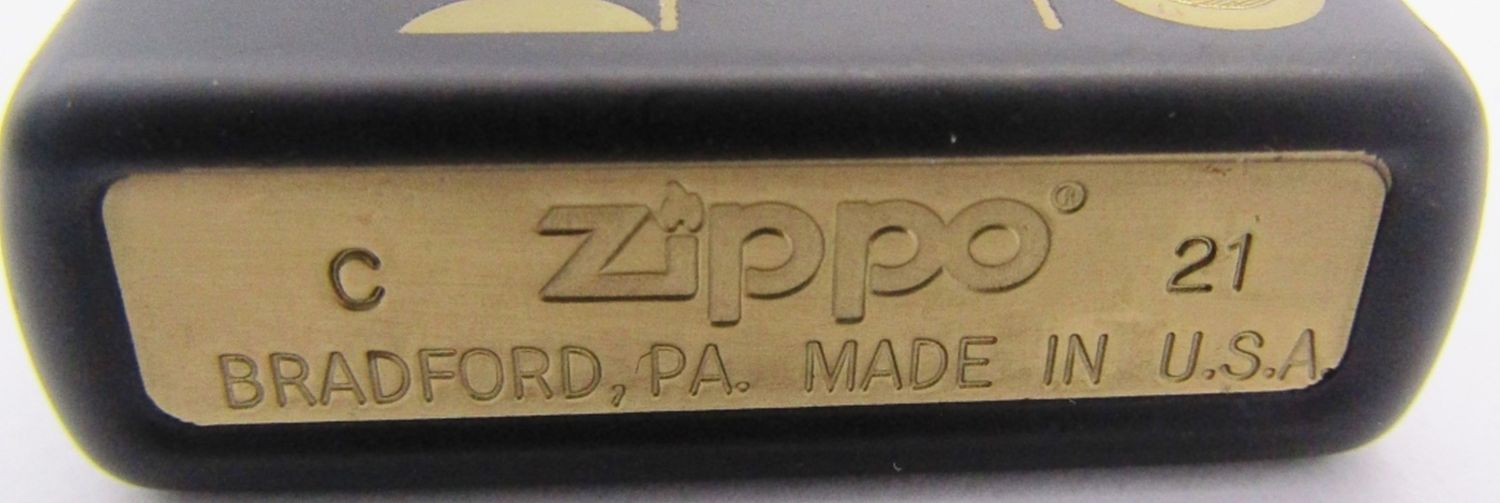 C zippo® 21
BRADFORD, PA. MADE IN U.S.A.